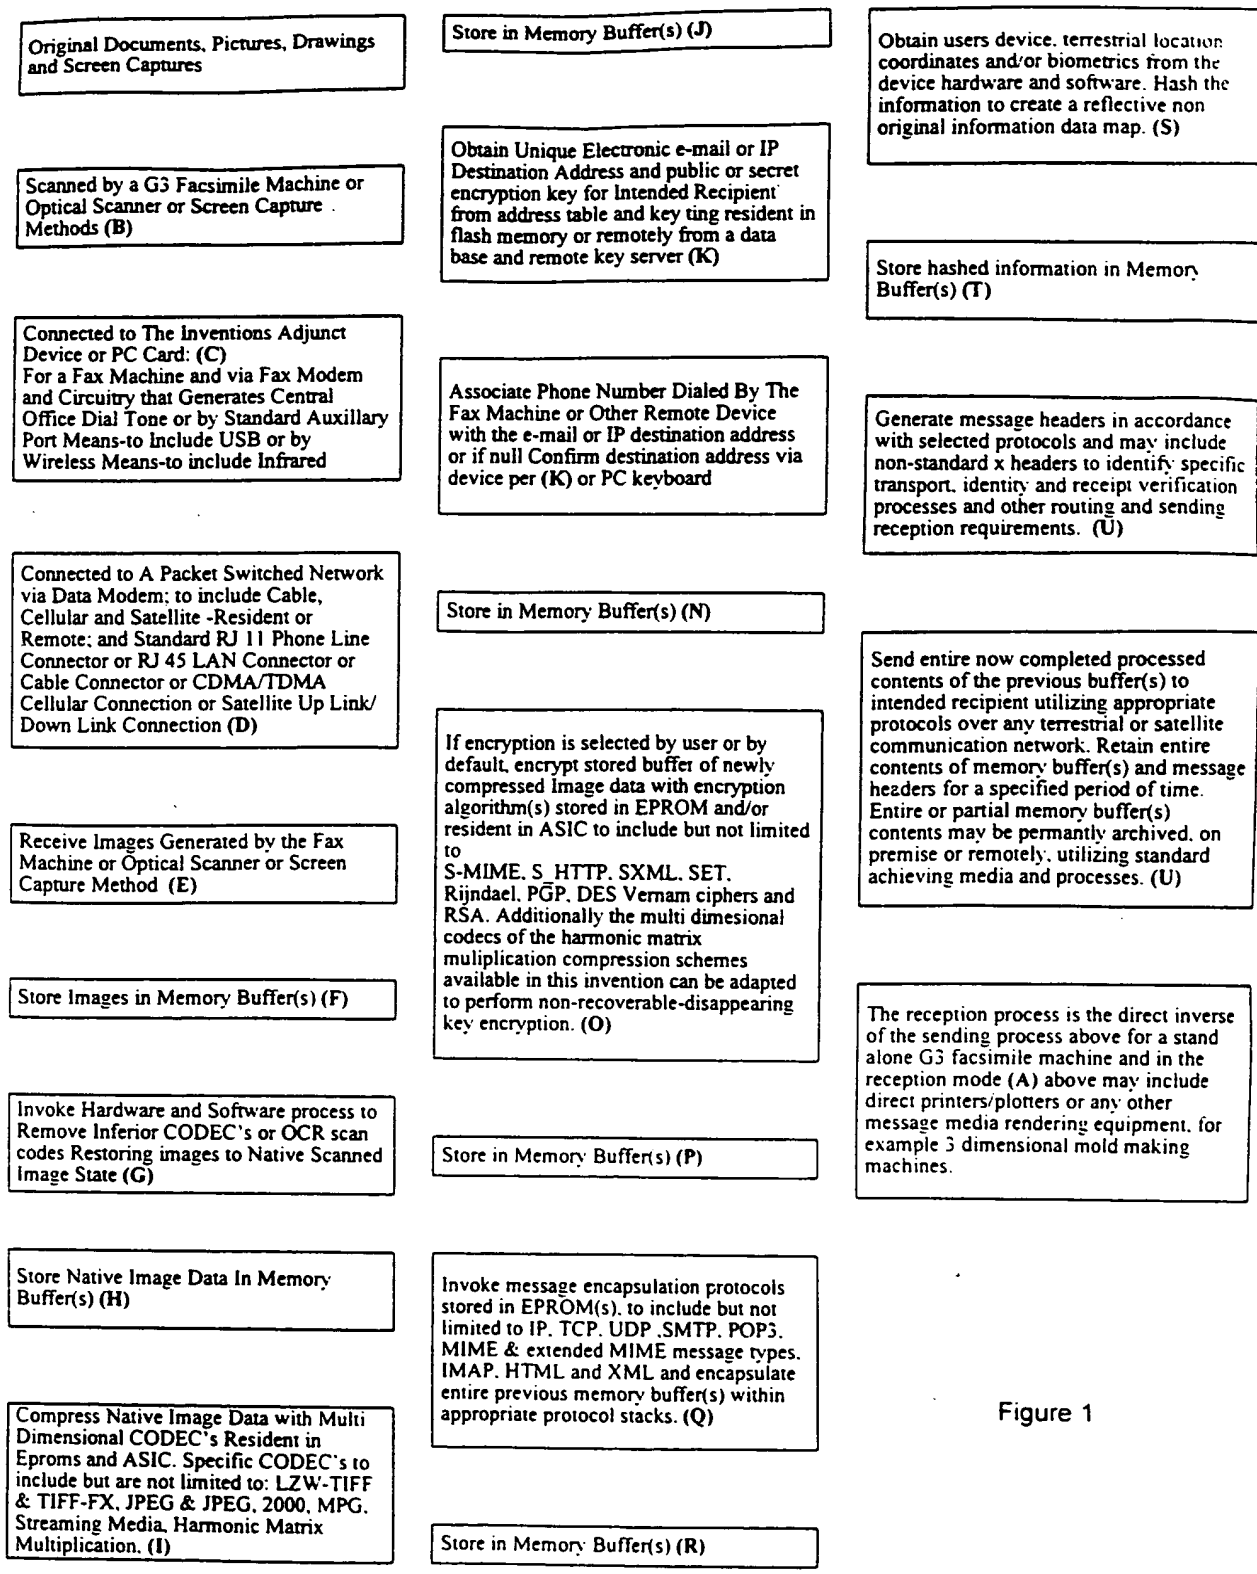 Original Documents, Pictures, Drawings
and Screen Captures
Scanned by a G3 Facsimile Machine or
Optical Scanner or Screen Capture
Methods (B)
Connected to The Inventions Adjunct
Device or PC Card: (C)
For a Fax Machine and via Fax Modem
and Circuitry that Generates Central
Office Dial Tone or by Standard Auxillary
Port Means-to Include USB or by
Wireless Means-to include Infrared
Connected to A Packet Switched Network
via Data Modem; to include Cable,
Cellular and Satellite -Resident or
Remote; and Standard RJ 11 Phone Line
Connector or RJ 45 LAN Connector or
Cable Connector or CDMA/TDMA
Cellular Connection or Satellite Up Link/
Down Link Connection (D)
Receive Images Generated by the Fax
Machine or Optical Scanner or Screen
Capture Method (E)
Store Images in Memory Buffer(s) (F)
Invoke Hardware and Software process to
Remove Inferior CODEC's or OCR scan
codes Restoring images to Native Scanned
Image State (G)
Store Native Image Data In Memory
Buffer(s) (H)
Compress Native Image Data with Multi
Dimensional CODEC's Resident in
Eproms and ASIC. Specific CODEC's to
include but are not limited to: LZW-TIFF
& TIFF-FX, JPEG & JPEG, 2000, MPG,
Streaming Media, Harmonic Matrix
Multiplication. (I)
Store in Memory Buffer(s) (J)
Obtain Unique Electronic e-mail or IP
Destination Address and public or secret
encryption key for Intended Recipient
from address table and key ting resident in
flash memory or remotely from a data
base and remote key server (K)
Associate Phone Number Dialed By The
Fax Machine or Other Remote Device
with the e-mail or IP destination address
or if null Confirm destination address via
device per (K) or PC keyboard
Store in Memory Buffer(s) (N)
If encryption is selected by user or by
default, encrypt stored buffer of newly
compressed Image data with encryption
algorithm(s) stored in EPROM and/or
resident in ASIC to include but not limited
to
S-MIME, S_HTTP, SXML, SET,
Rijndael, PGP, DES Vernam ciphers and
RSA. Additionally the multi dimesional
codecs of the harmonic matrix
muliplication compression schemes
available in this invention can be adapted
to perform non-recoverable-disappearing
key encryption. (O)
Store in Memory Buffer(s) (P)
Invoke message encapsulation protocols
stored in EPROM(s), to include but not
limited to IP, TCP, UDP ,SMTP, POP3,
MIME & extended MIME message types,
IMAP, HTML and XML and encapsulate
entire previous memory buffer(s) within
appropriate protocol stacks. (Q)
Store in Memory Buffer(s) (R)
Obtain users device, terrestrial location
coordinates and/or biometrics from the
device hardware and software. Hash the
information to create a reflective non
original information data map. (S)
Store hashed information in Memory
Buffer(s) (T)
Generate message headers in accordance
with selected protocols and may include
non-standard x headers to identify specific
transport, identity and receipt verification
processes and other routing and sending
reception requirements. (U)
Send entire now completed processed
contents of the previous buffer(s) to
intended recipient utilizing appropriate
protocols over any terrestrial or satellite
communication network. Retain entire
contents of memory buffer(s) and message
headers for a specified period of time.
Entire or partial memory buffer(s)
contents may be permantly archived, on
premise or remotely, utilizing standard
achieving media and processes. (U)
The reception process is the direct inverse
of the sending process above for a stand
alone G3 facsimile machine and in the
reception mode (A) above may include
direct printers/plotters or any other
message media rendering equipment, for
example 3 dimensional mold making
machines.
Figure 1